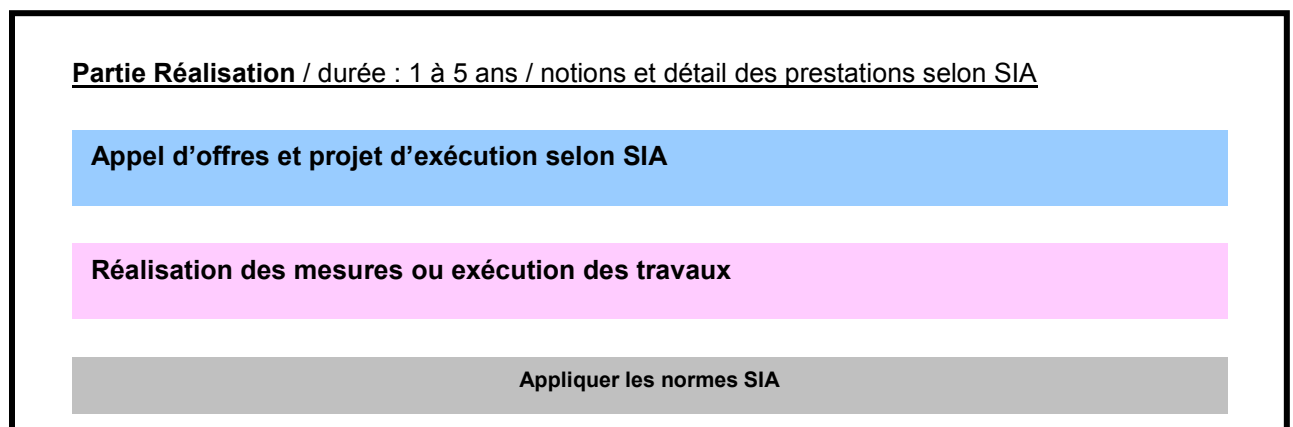 Partie Réalisation / durée : 1 à 5 ans / notions et détail des prestations selon SIA
Appel d’offres et projet d’exécution selon SIA
Réalisation des mesures ou exécution des travaux
Appliquer les normes SIA